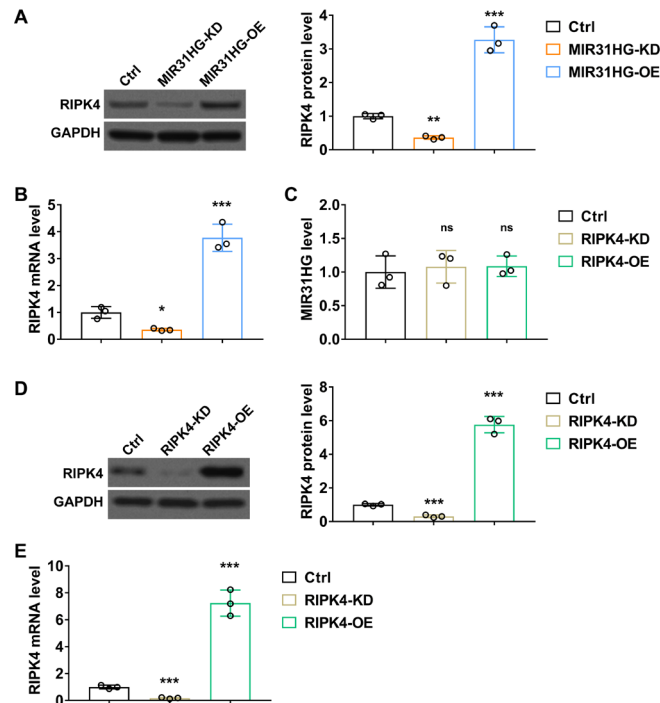 A
Ctrl
MIR31HG-KD
MIR31HG-OE
RIPK4
GAPDH
RIPK4 protein level
4
3
2
1
0
**
***
Ctrl
MIR31HG-KD
MIR31HG-OE
B
RIPK4 mRNA level
5
4
3
2
1
0
*
***
C
MIR31HG level
2.0
1.5
1.0
0.5
0.0
ns
ns
Ctrl
RIPK4-KD
RIPK4-OE
D
Ctrl
RIPK4-KD
RIPK4-OE
RIPK4
GAPDH
RIPK4 protein level
8
6
4
2
0
***
***
Ctrl
RIPK4-KD
RIPK4-OE
E
RIPK4 mRNA level
10
8
6
4
2
0
***
***
Ctrl
RIPK4-KD
RIPK4-OE